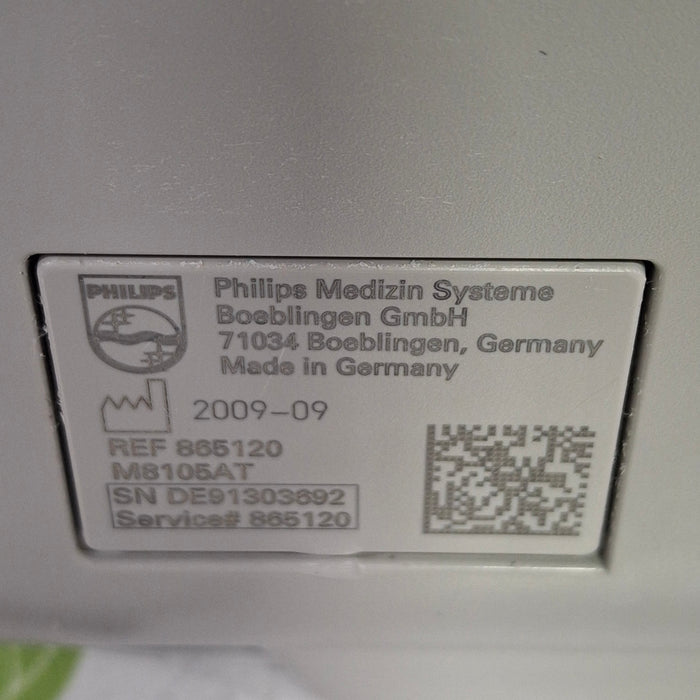 PHILIPS
Philips Medizin Systeme
Boeblingen GmbH
71034 Boeblingen, Germany
Made in Germany
2009-09
REF 865120
M8105AT
SN DE91303692
Service# 865120